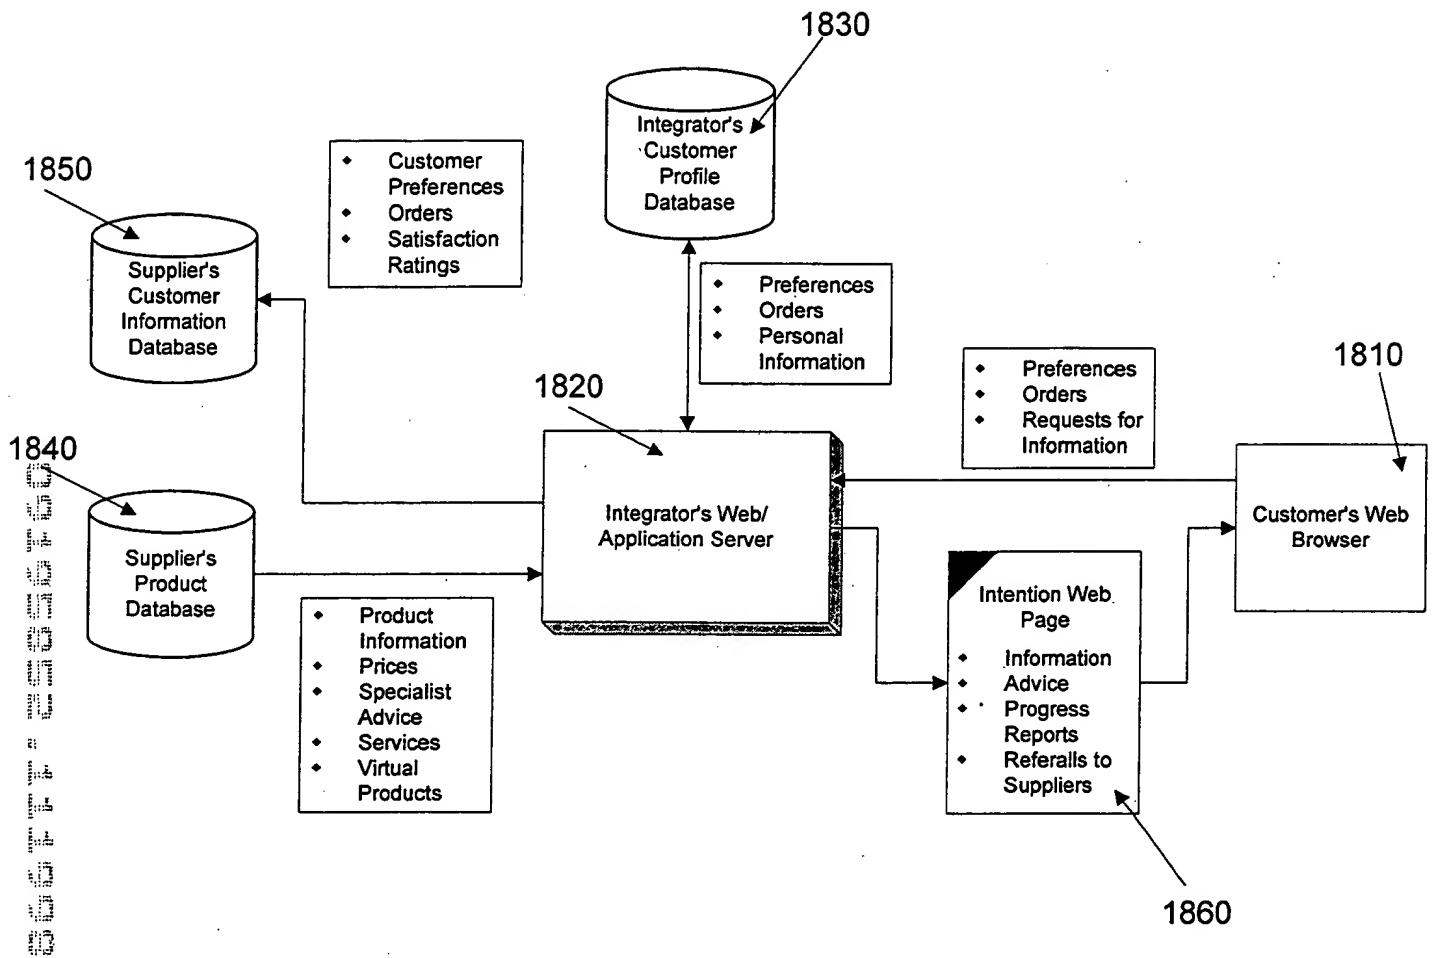 1830
Integrator's
Customer
Profile
Database
1850
Customer
Preferences
Orders
Satisfaction
Ratings
Supplier's
Customer
Information
Database
Preferences
Orders
Personal
Information
1820
1810
Preferences
Orders
Requests for
Information
1840
Supplier's
Product
Database
Integrator's Web/
Application Server
Customer's Web
Browser
Product
Information
Prices
Specialist
Advice
Services
Virtual
Products
Intention Web
Page
Information
Advice
Progress
Reports
Referalls to
Suppliers
1860